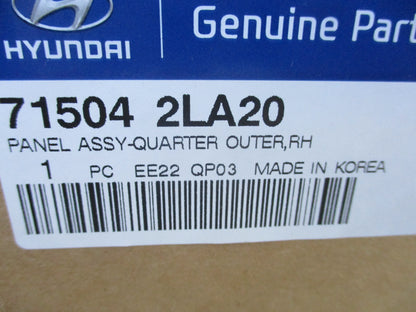 HYUNDAI
Genuine Part
71504 2LA20
PANEL ASSY-QUARTER OUTER,RH
1 PC EE22 QP03 MADE IN KOREA